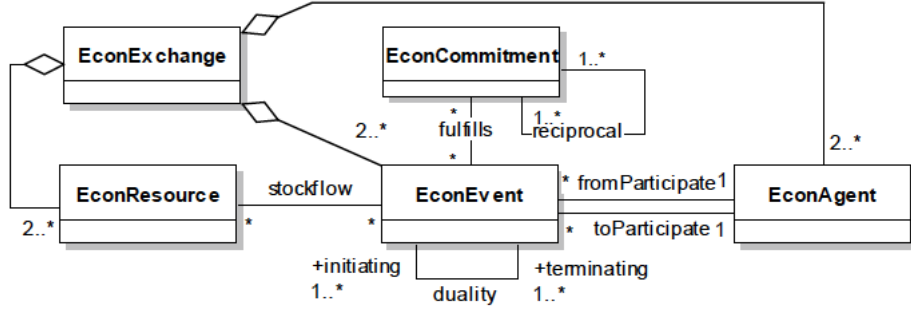 EconExchange
EconCommitment
1..*
*
1..*
2..*
fulfills
reciprocal
2..*
*
EconResource
stockflow
EconEvent
* fromParticipate 1
EconAgent
2..*
*
*
* toParticipate 1
+initiating
+terminating
1..*
duality
1..*